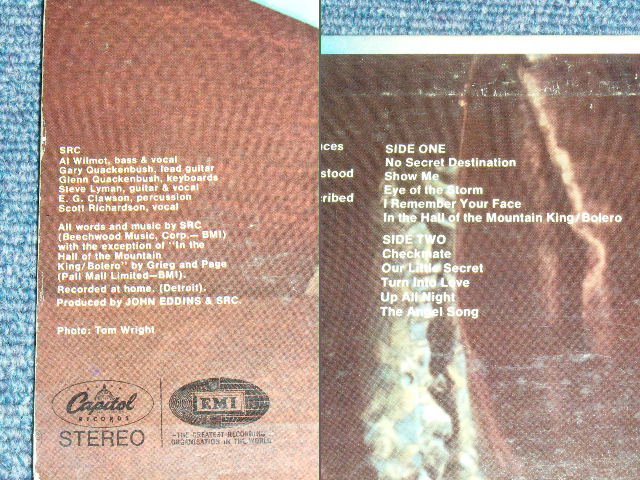 SRC
Al Wilmot, bass & vocal
Gary Quackenbush, lead guitar
Glenn Quackenbush, keyboards
Steve Lyman, guitar & vocal
E. G. Clawson, percussion
Scott Richardson, vocal
All words and music by SRC
(Beechwood Music, Corp.— BMI)
with the exception of "In the
Hall of the Mountain
King/Bolero" by Grieg and Page
(Pall Mall Limited—BMI).
Recorded at home. (Detroit).
Produced by JOHN EDDINS & SRC.
Photo: Tom Wright
Capitol
RECORDS
STEREO
EMI
—THE GREATEST RECORDING
ORGANISATION IN THE WORLD
nces
stood
ribed
SIDE ONE
No Secret Destination
Show Me
Eye of the Storm
I Remember Your Face
In the Hall of the Mountain King/Bolero
SIDE TWO
Checkmate
Our Little Secret
Turn Into Love
Up All Night
The Angel Song